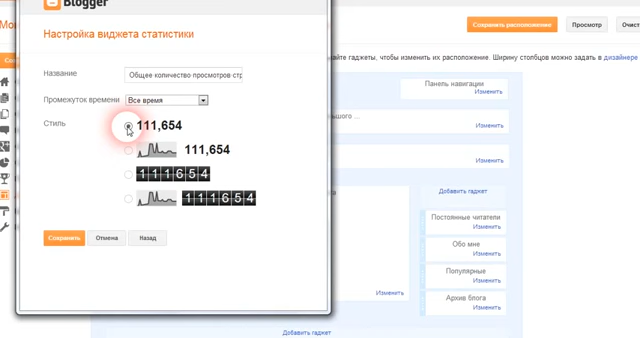 Blogger
Настройка виджета статистики
Название
Общее количество просмотров стр
Промежуток времени
Все время
Стиль
111,654
111,654
111654
111654
Сохранить
Отмена
Назад
Сохранить расположение
Просмотр
Очист
йте гаджеты, чтобы изменить их расположение. Ширину столбцов можно задать в дизайнере
Панель навигации
Изменить
льшого ...
Изменить
Изменить
Добавить гаджет
Постоянные читатели
Изменить
Обо мне
Изменить
Популярные
Изменить
Архив блога
Изменить
Изменить
Добавить гаджет